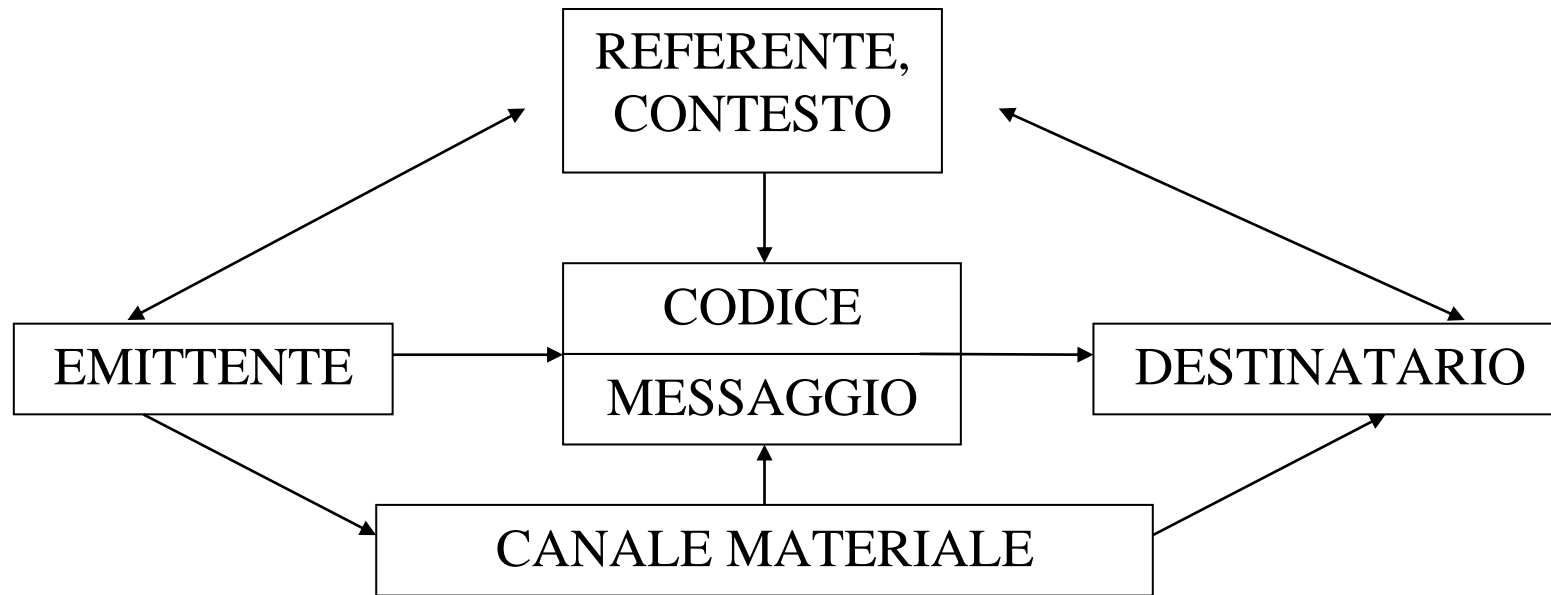 REFERENTE,
CONTESTO
CODICE
EMITTENTE
DESTINATARIO
MESSAGGIO
CANALE MATERIALE